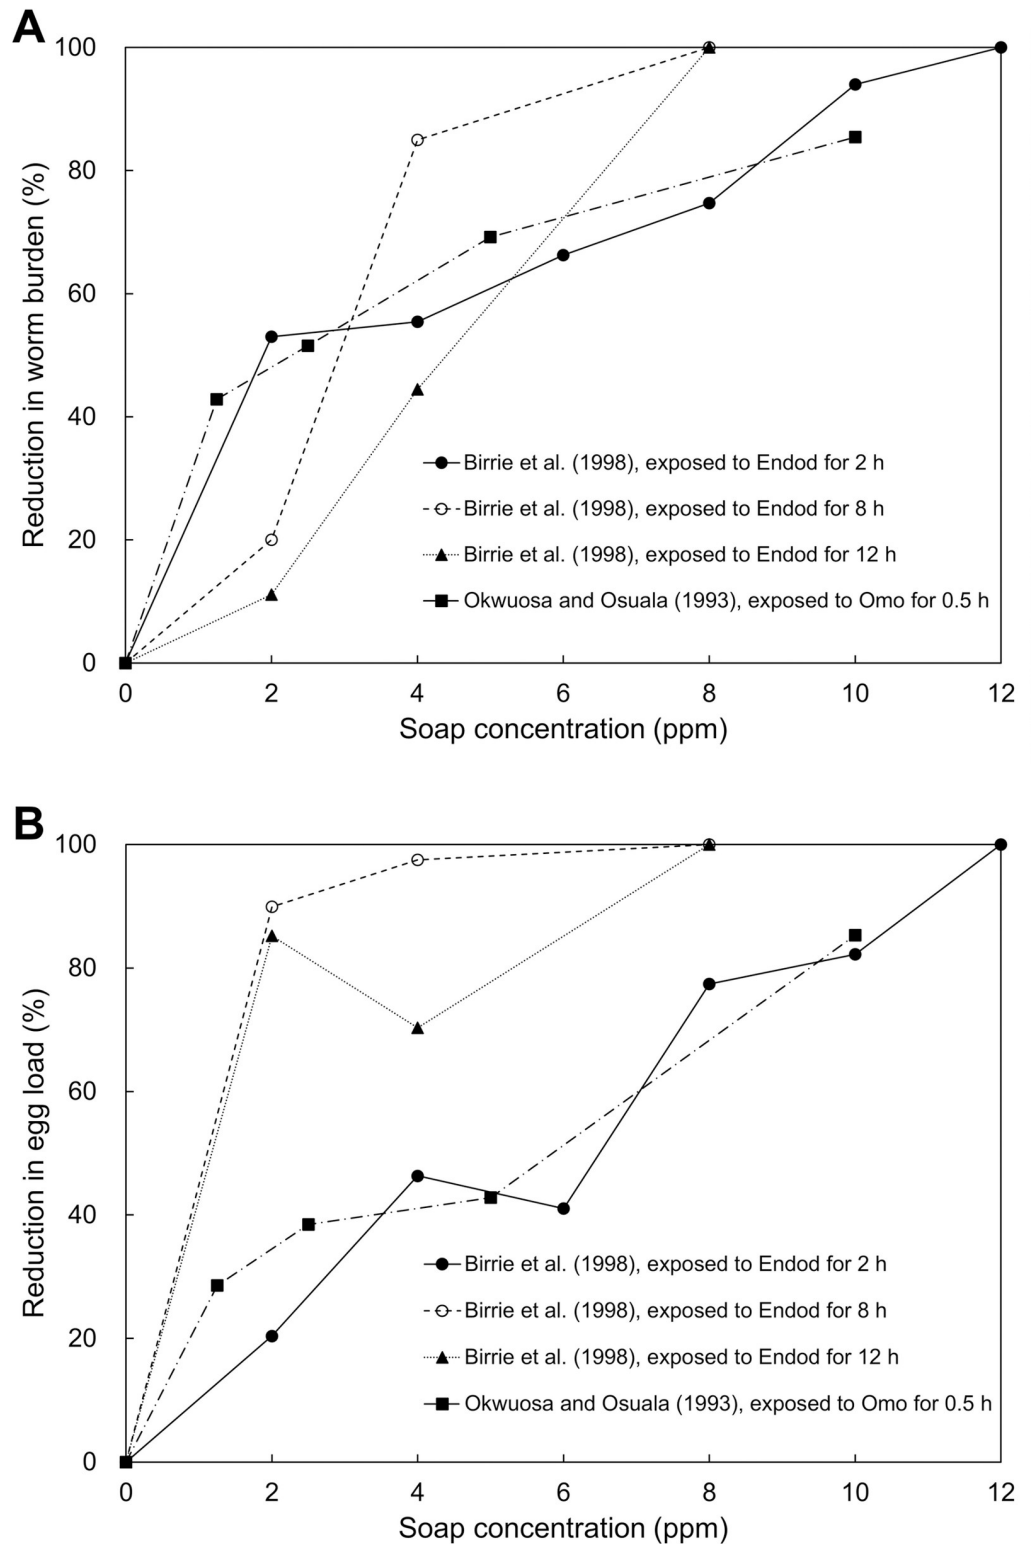 A
100
80
60
40
20
0
Reduction in worm burden (%)
Birrie et al. (1998), exposed to Endod for 2 h
Birrie et al. (1998), exposed to Endod for 8 h
Birrie et al. (1998), exposed to Endod for 12 h
Okwuosa and Osuala (1993), exposed to Omo for 0.5 h
0 2 4 6 8 10 12
Soap concentration (ppm)
B
100
80
60
40
20
0
Reduction in egg load (%)
Birrie et al. (1998), exposed to Endod for 2 h
Birrie et al. (1998), exposed to Endod for 8 h
Birrie et al. (1998), exposed to Endod for 12 h
Okwuosa and Osuala (1993), exposed to Omo for 0.5 h
0 2 4 6 8 10 12
Soap concentration (ppm)